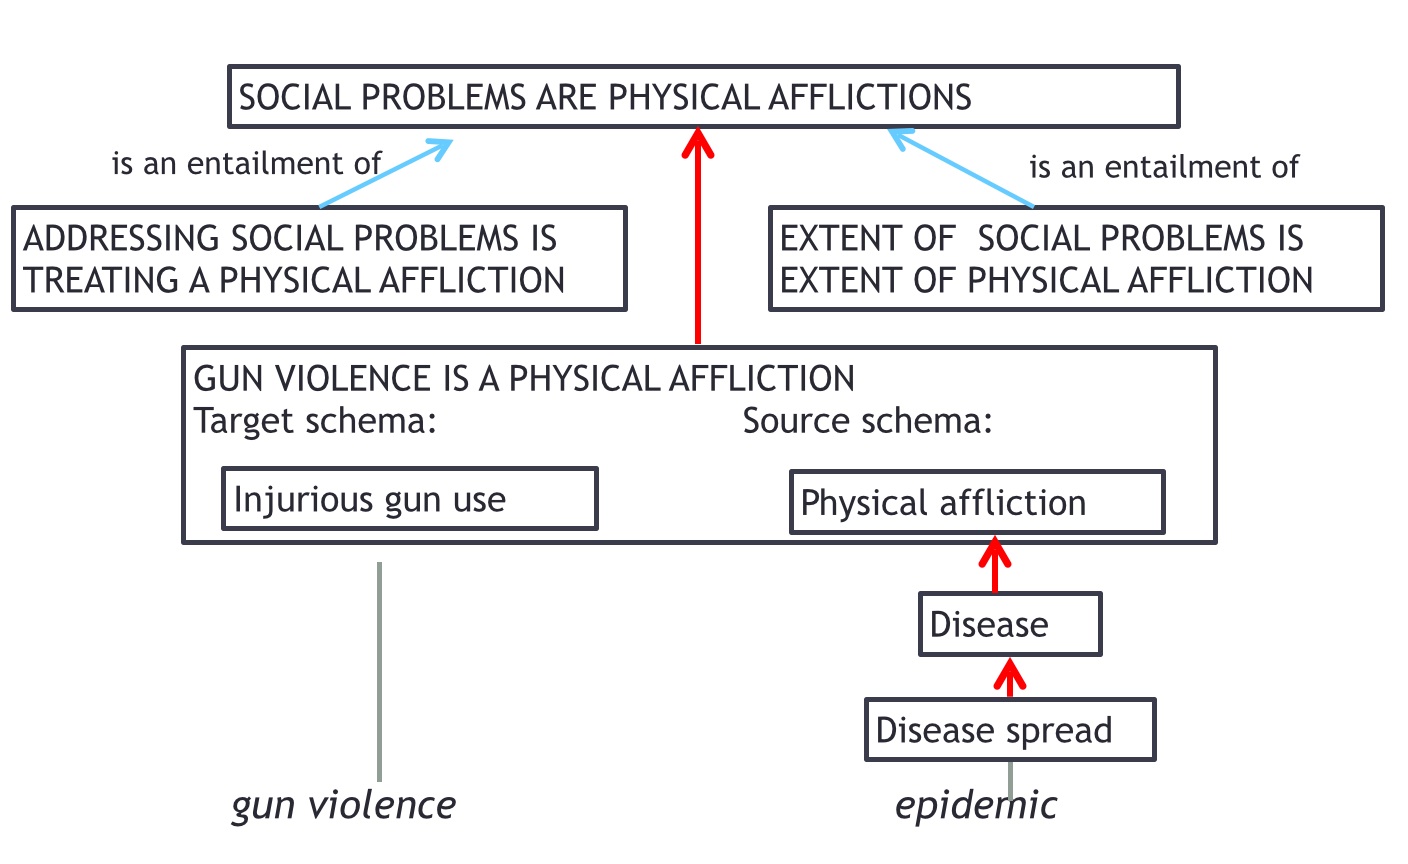 SOCIAL PROBLEMS ARE PHYSICAL AFFLICTIONS
is an entailment of
is an entailment of
ADDRESSING SOCIAL PROBLEMS IS
TREATING A PHYSICAL AFFLICTION
EXTENT OF  SOCIAL PROBLEMS IS
EXTENT OF PHYSICAL AFFLICTION
GUN VIOLENCE IS A PHYSICAL AFFLICTION
Target schema:
Source schema:
Injurious gun use
Physical affliction
Disease
Disease spread
gun violence
epidemic